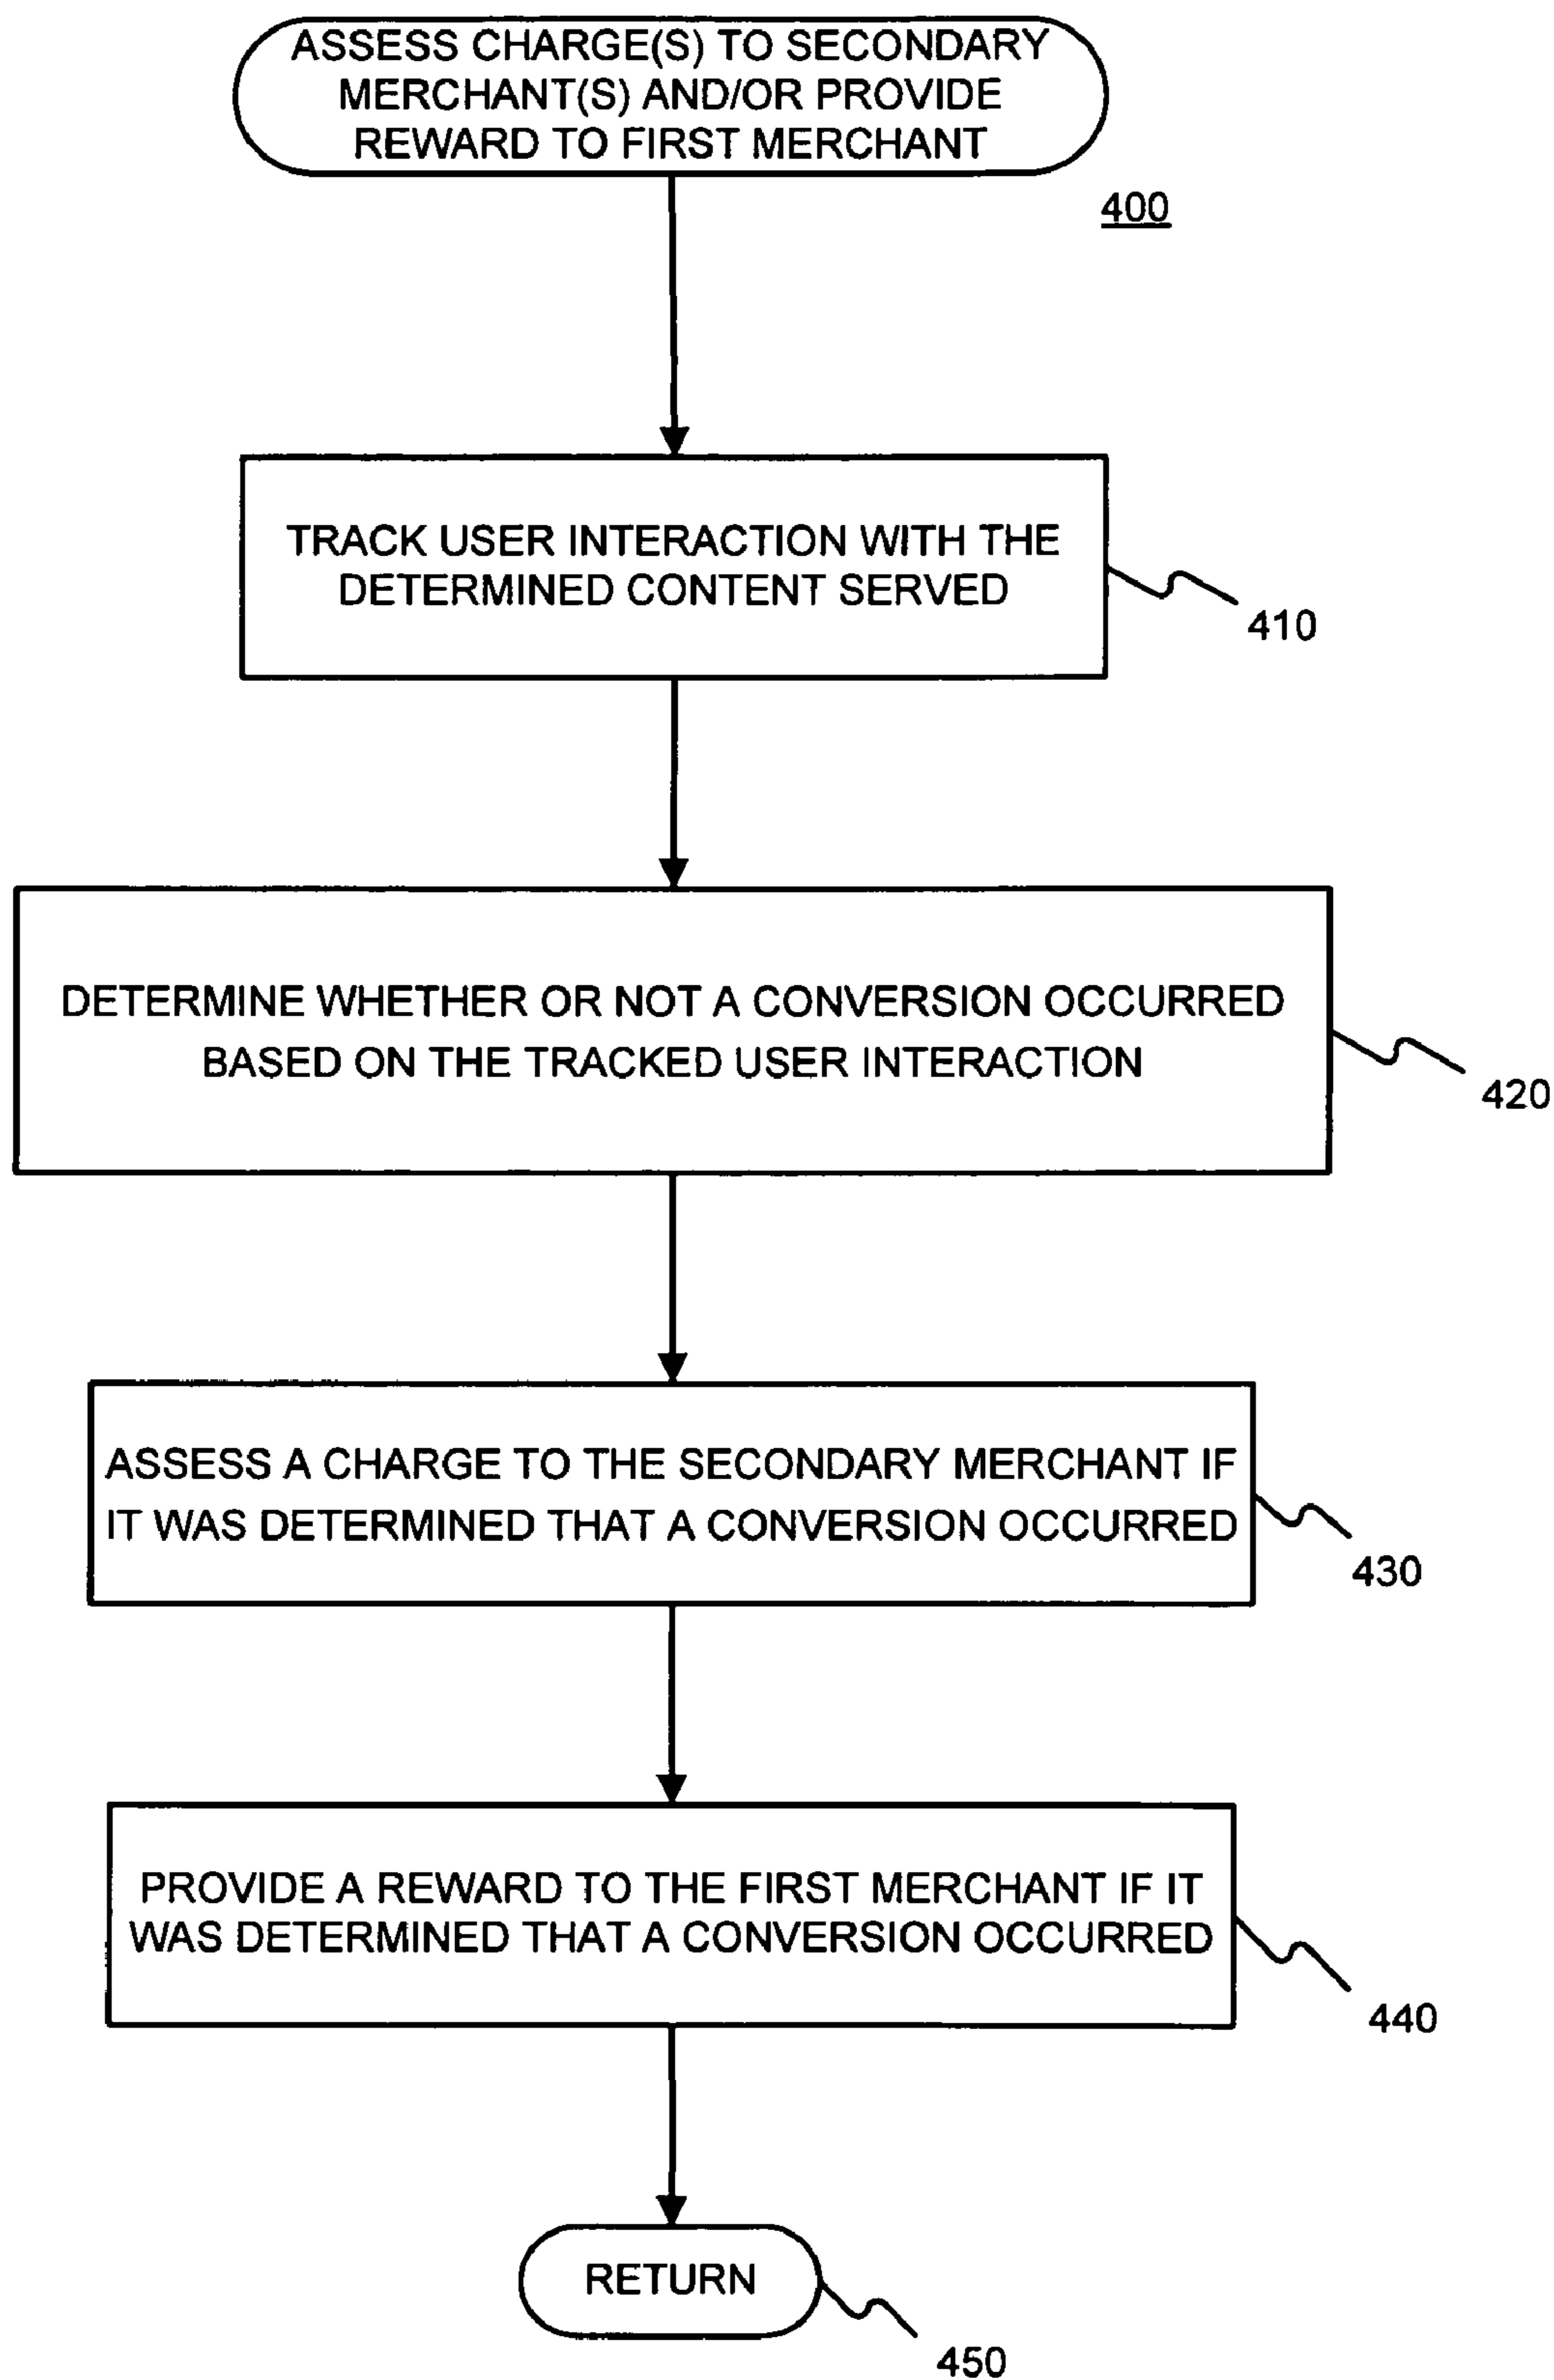 ASSESS CHARGE(S) TO SECONDARY
MERCHANT(S) AND/OR PROVIDE
REWARD TO FIRST MERCHANT
400
TRACK USER INTERACTION WITH THE
DETERMINED CONTENT SERVED
410
DETERMINE WHETHER OR NOT A CONVERSION OCCURRED
BASED ON THE TRACKED USER INTERACTION
420
ASSESS A CHARGE TO THE SECONDARY MERCHANT IF
IT WAS DETERMINED THAT A CONVERSION OCCURRED
430
PROVIDE A REWARD TO THE FIRST MERCHANT IF IT
WAS DETERMINED THAT A CONVERSION OCCURRED
440
RETURN
450